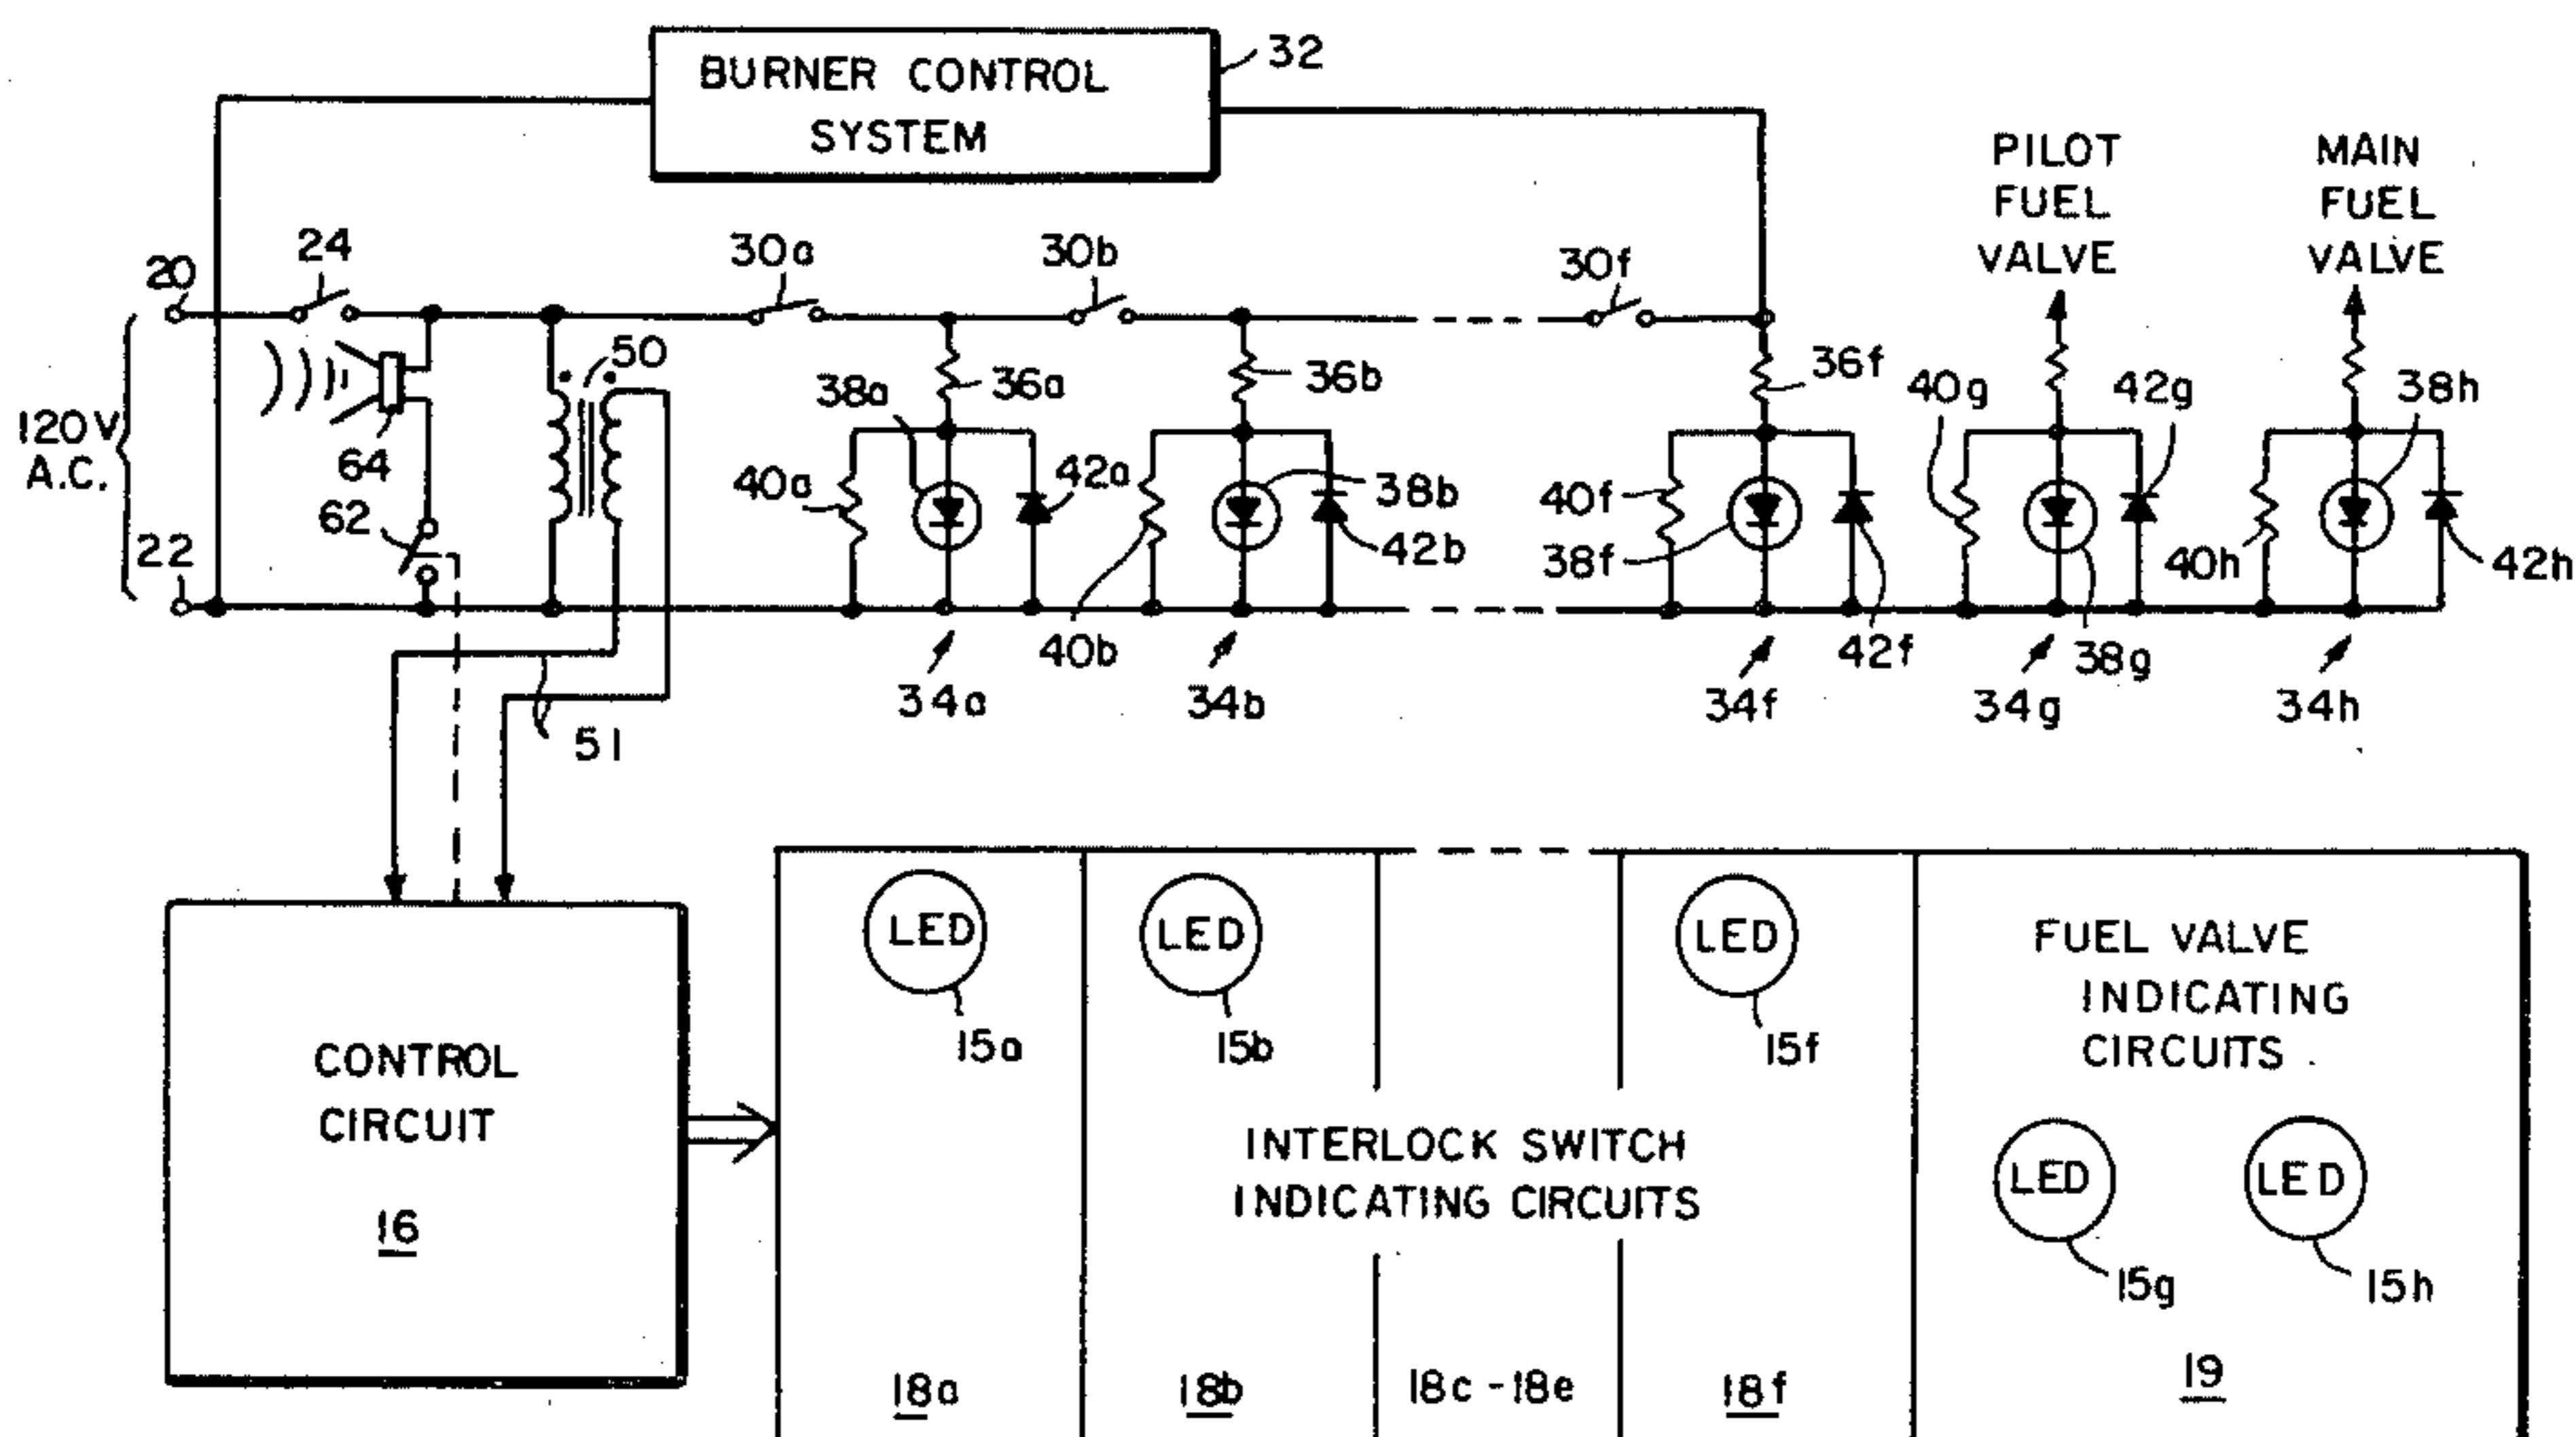 BURNER CONTROL
SYSTEM
32
PILOT
FUEL
VALVE
MAIN
FUEL
VALVE
20
24
30a
30b
30f
120V
A.C.
50
64
62
22
51
38a
36a
36b
36f
40g
42g
38h
40a
42a
38b
42b
40f
38f
40h
42h
40b
42f
38g
34a
34b
34f
34g
34h
CONTROL
CIRCUIT
16
LED
15a
LED
15b
LED
15f
FUEL VALVE
INDICATING
CIRCUITS
INTERLOCK SWITCH
INDICATING CIRCUITS
LED
15g
LED
15h
18a
18b
18c - 18e
18f
19